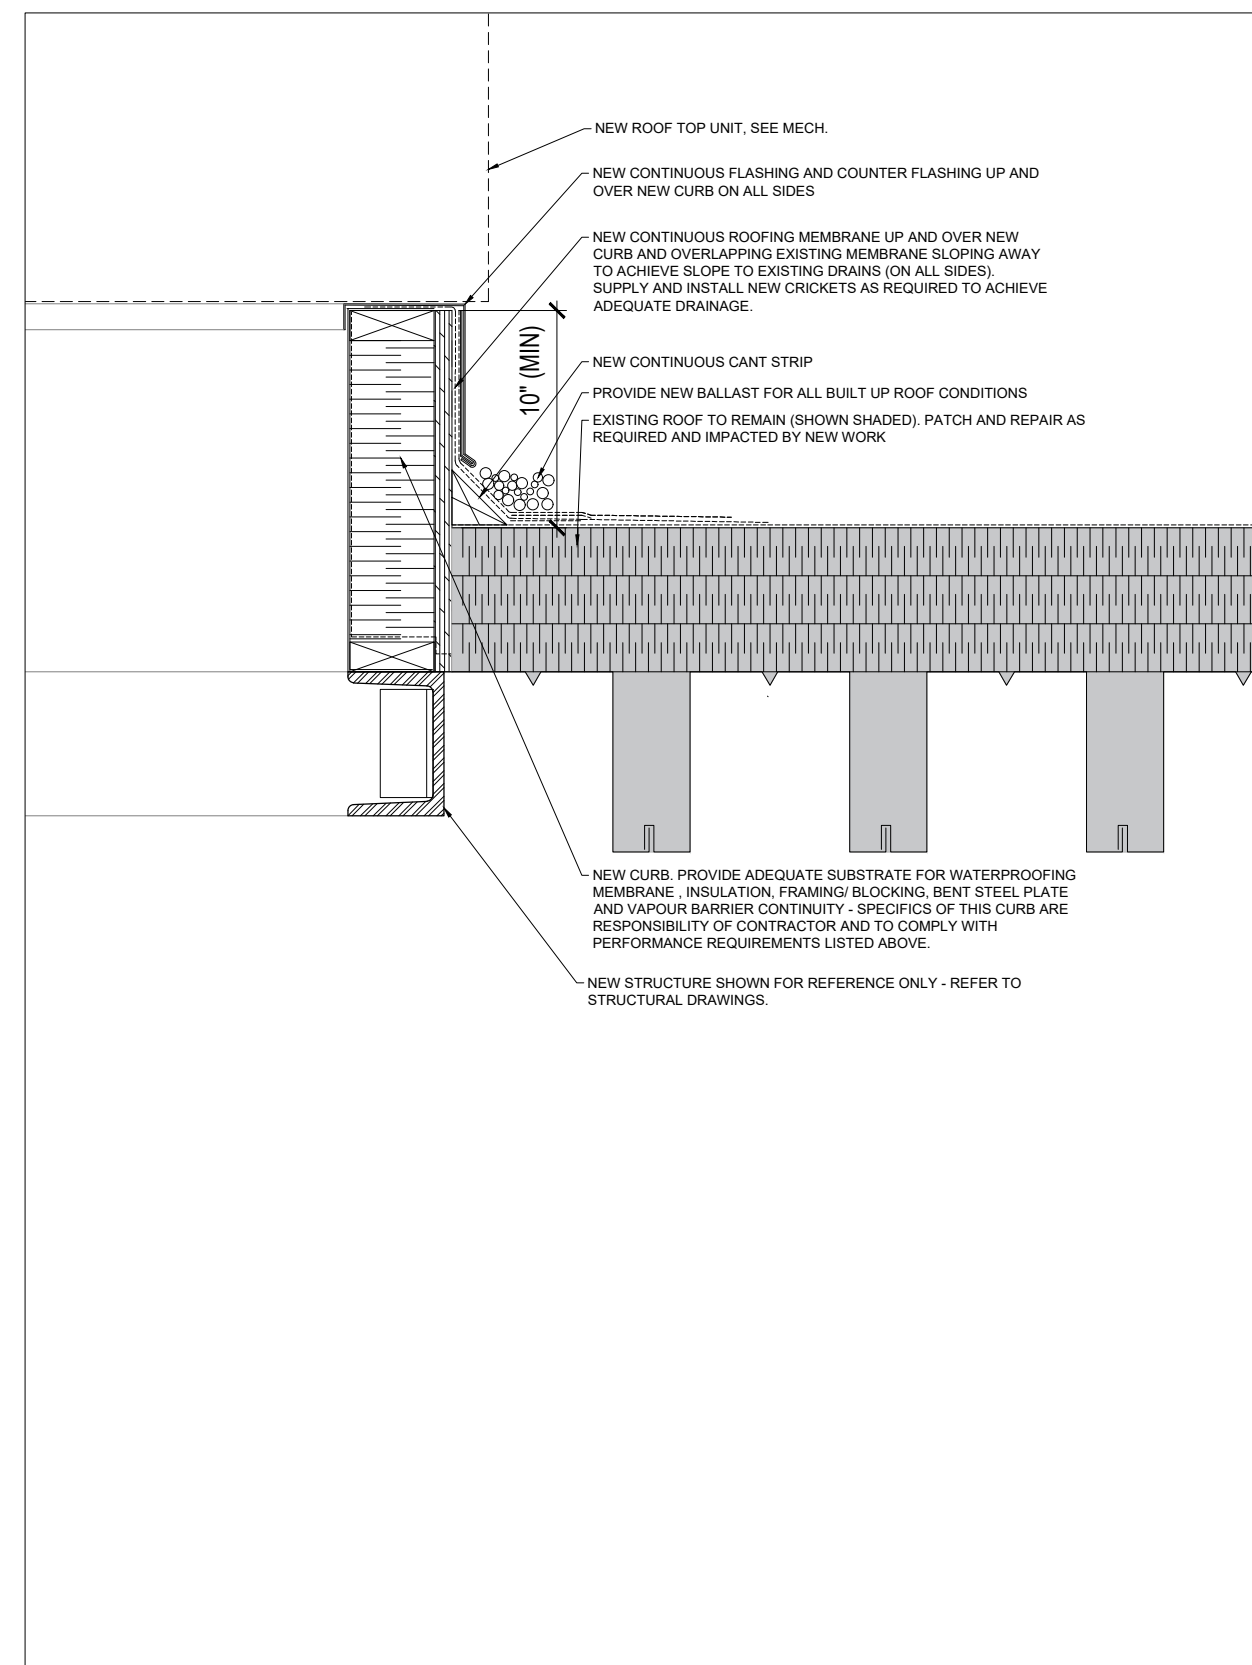 NEW ROOF TOP UNIT, SEE MECH.
NEW CONTINUOUS FLASHING AND COUNTER FLASHING UP AND
OVER NEW CURB ON ALL SIDES
NEW CONTINUOUS ROOFING MEMBRANE UP AND OVER NEW
CURB AND OVERLAPPING EXISTING MEMBRANE SLOPING AWAY
TO ACHIEVE SLOPE TO EXISTING DRAINS (ON ALL SIDES).
SUPPLY AND INSTALL NEW CRICKETS AS REQUIRED TO ACHIEVE
ADEQUATE DRAINAGE.
10" (MIN)
NEW CONTINUOUS CANT STRIP
PROVIDE NEW BALLAST FOR ALL BUILT UP ROOF CONDITIONS
EXISTING ROOF TO REMAIN (SHOWN SHADED). PATCH AND REPAIR AS
REQUIRED AND IMPACTED BY NEW WORK
NEW CURB. PROVIDE ADEQUATE SUBSTRATE FOR WATERPROOFING
MEMBRANE , INSULATION, FRAMING/ BLOCKING, BENT STEEL PLATE
AND VAPOUR BARRIER CONTINUITY - SPECIFICS OF THIS CURB ARE
RESPONSIBILITY OF CONTRACTOR AND TO COMPLY WITH
PERFORMANCE REQUIREMENTS LISTED ABOVE.
NEW STRUCTURE SHOWN FOR REFERENCE ONLY - REFER TO
STRUCTURAL DRAWINGS.